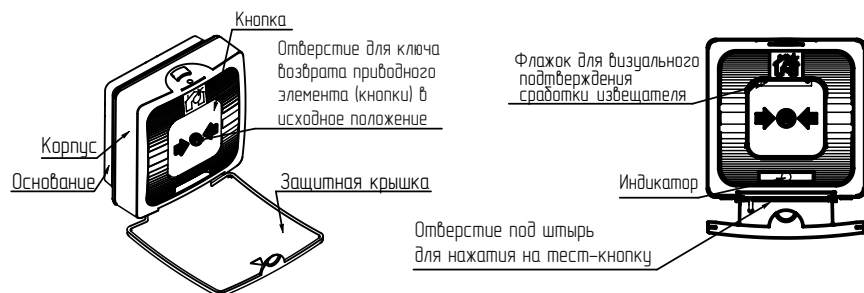 Кнопка
Отверстие для ключа
возврата приводного
элемента (кнопки) в
исходное положение
Корпус
Основание
Защитная крышка
Флажок для визуального
подтверждения
сработки извещателя
Индикатор
Отверстие под штырь
для нажатия на тест-кнопку